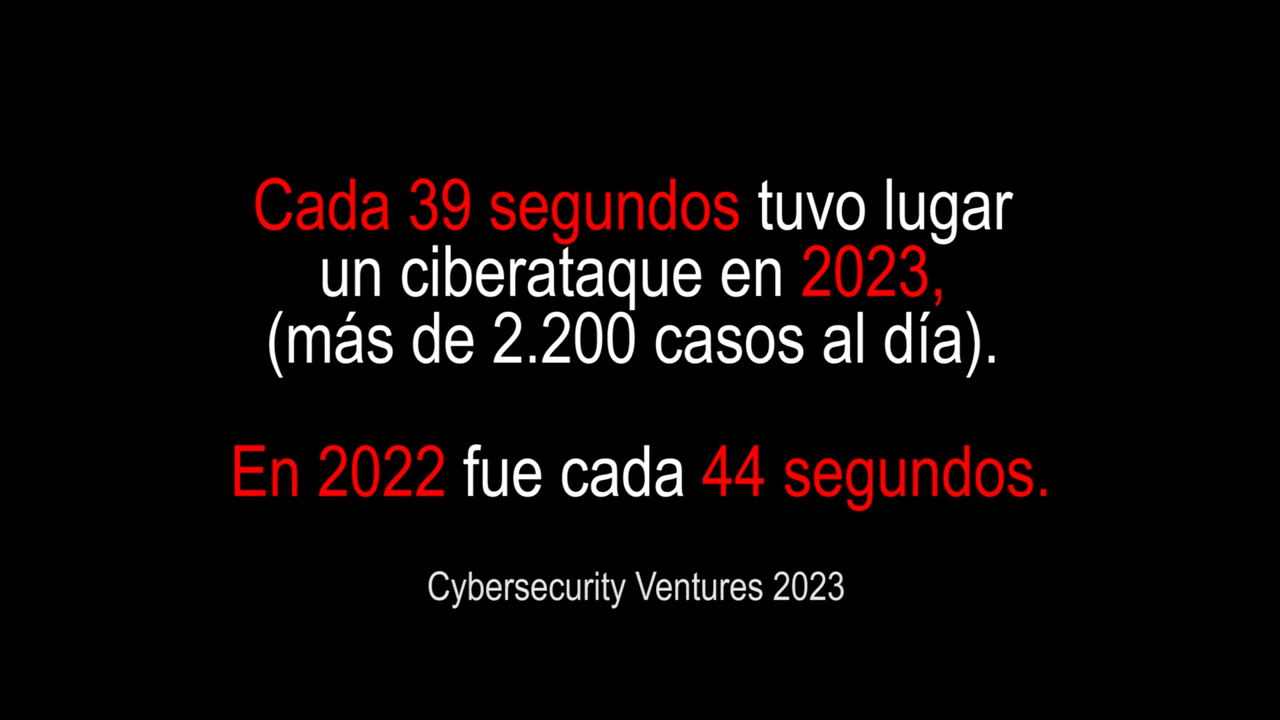 Cada 39 segundos tuvo lugar
un ciberataque en 2023,
(más de 2.200 casos al día).
En 2022 fue cada 44 segundos.
Cybersecurity Ventures 2023